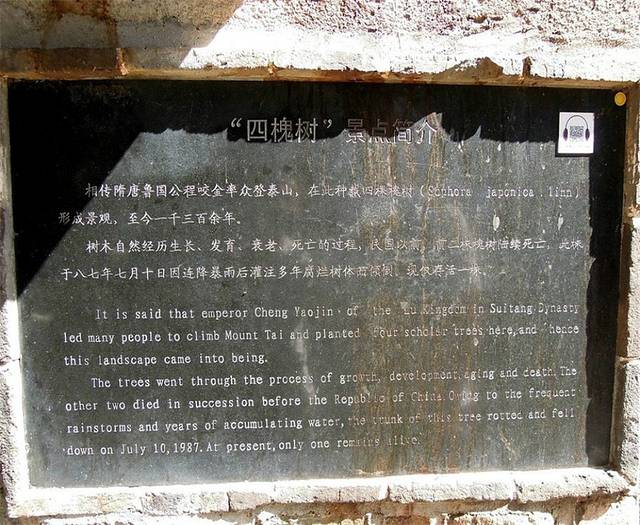 “四槐树”景点简介
相传隋唐鲁国公程咬金率众登泰山，在此种栽四株槐树（Sophora japonica . linn）
形成景观，至今一千三百余年。
树木自然经历生长、发育、衰老、死亡的过程，民国以前，前二株槐树陆续死亡，此株
于八七年七月十日因连降暴雨后灌注多年腐烂树体而倾倒。现仅存活一株。
It is said that emperor Cheng Yaojin of the Lu Kingdom in Suitang Dynasty
led many people to climb Mount Tai and planted four scholar trees here, and hence
this landscape came into being.
The trees went through the process of growth, development, aging and death. The
other two died in succession before the Republic of China. Owing to the frequent
rainstorms and years of accumulating water, the trunk of this tree rotted and fell
down on July 10, 1987. At present, only one remains alive.